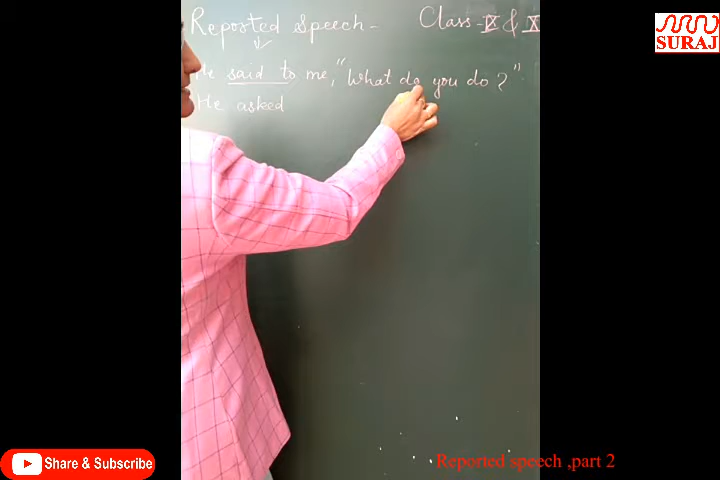 Reported Speech - Class - IX & X
He said to me, "What do you do?"
He asked
SURAJ
Share & Subscribe
Reported speech ,part 2